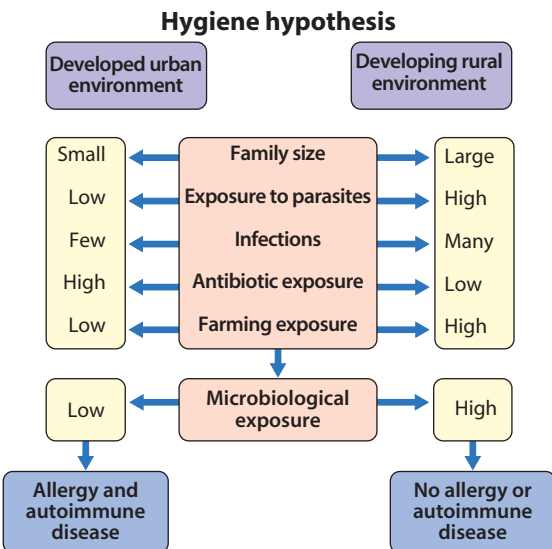 Hygiene hypothesis
Developed urban
environment
Developing rural
environment
Small
Family size
Large
Low
Exposure to parasites
High
Few
Infections
Many
High
Antibiotic exposure
Low
Low
Farming exposure
High
Low
Microbiological
exposure
High
Allergy and
autoimmune
disease
No allergy or
autoimmune
disease